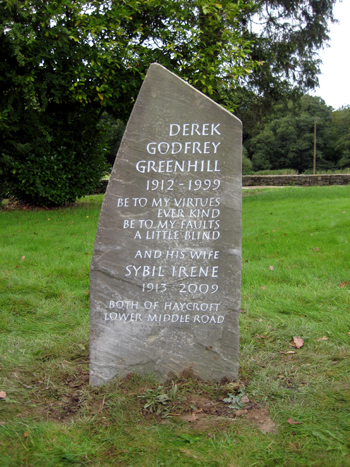 DEREK
GODFREY
GREENHILL
1912-1999
BE TO MY VIRTUES
EVER KIND
BE TO MY FAULTS
A LITTLE BLIND
AND HIS WIFE
SYBIL IRENE
1913-2009
BOTH OF HAYCROFT
LOWER MIDDLE ROAD